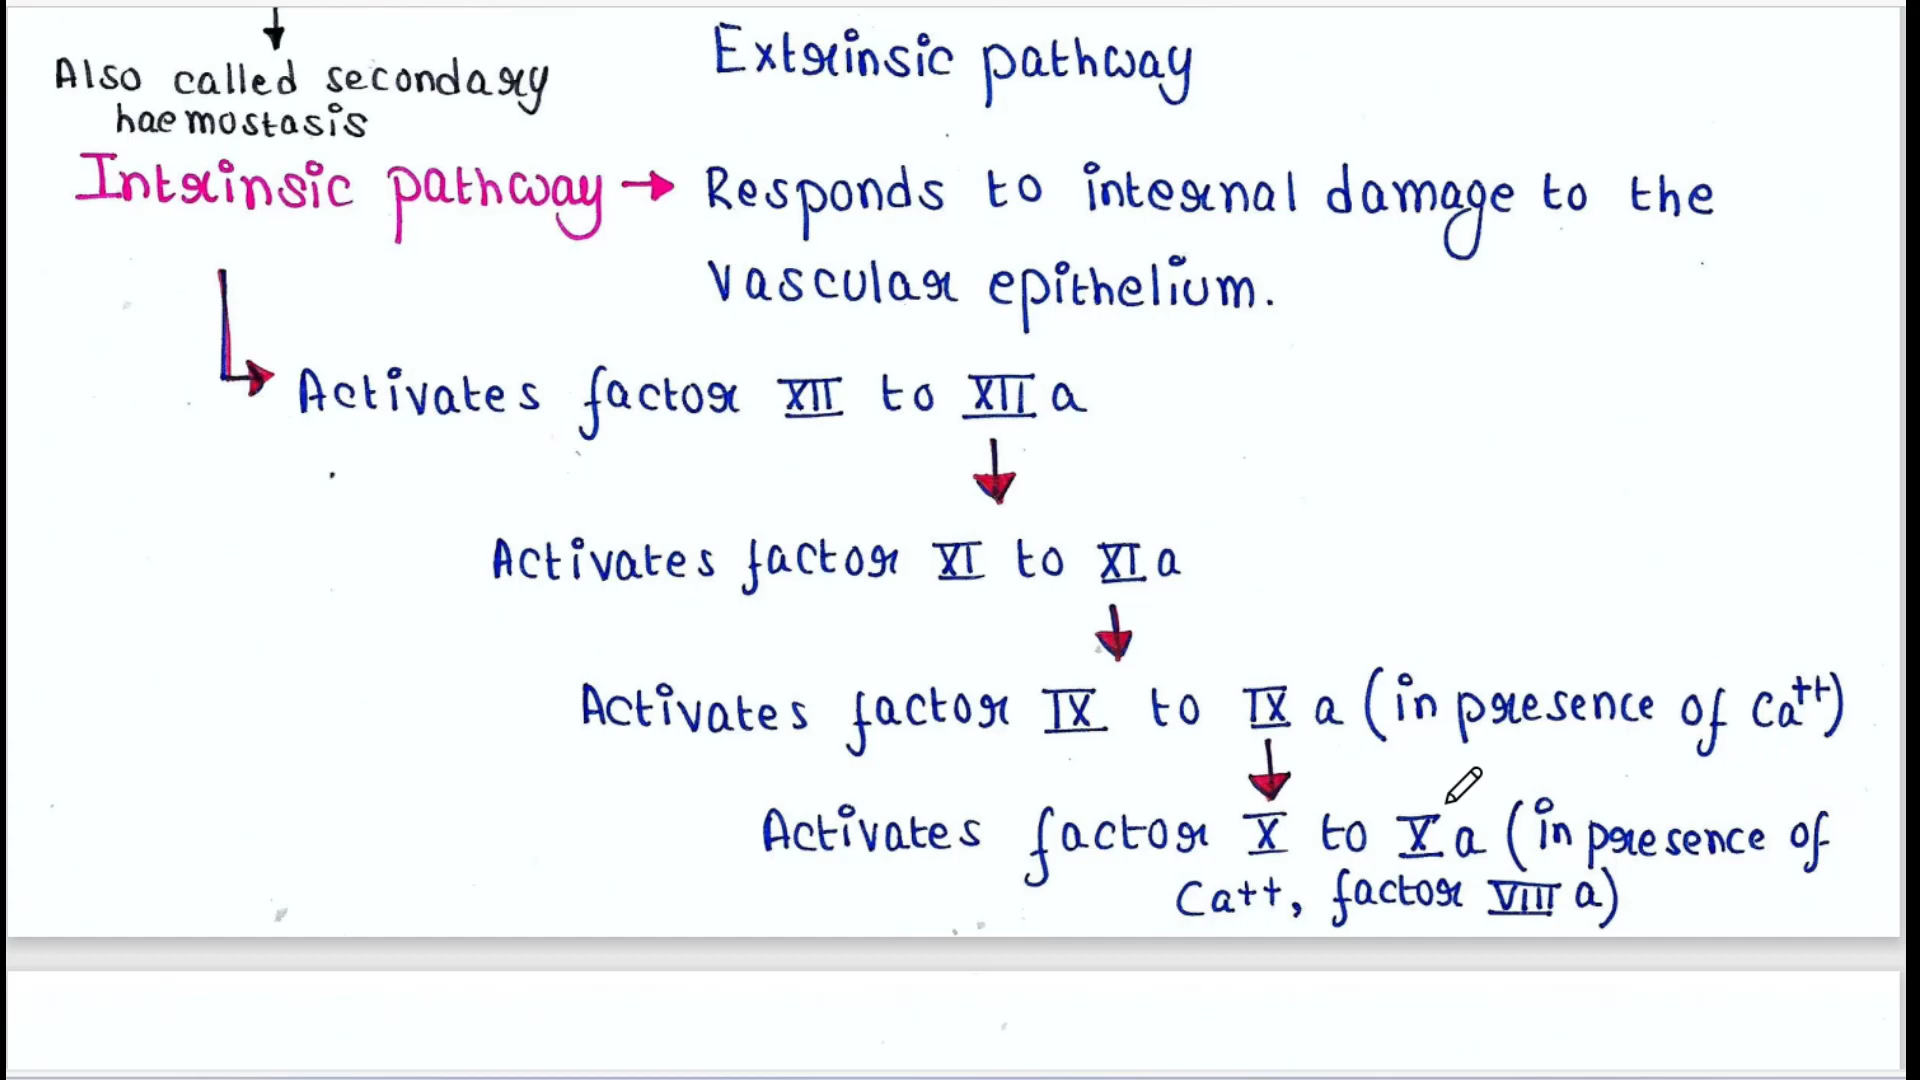 Also called secondary
haemostasis
Extrinsic pathway
Intrinsic pathway → Responds to internal damage to the
vascular epithelium.
Activates factor XII to XII a
Activates factor XI to XI a
Activates factor IX to IX a (in presence of Ca++)
Activates factor X to X a (in presence of
Ca++, factor VIII a)